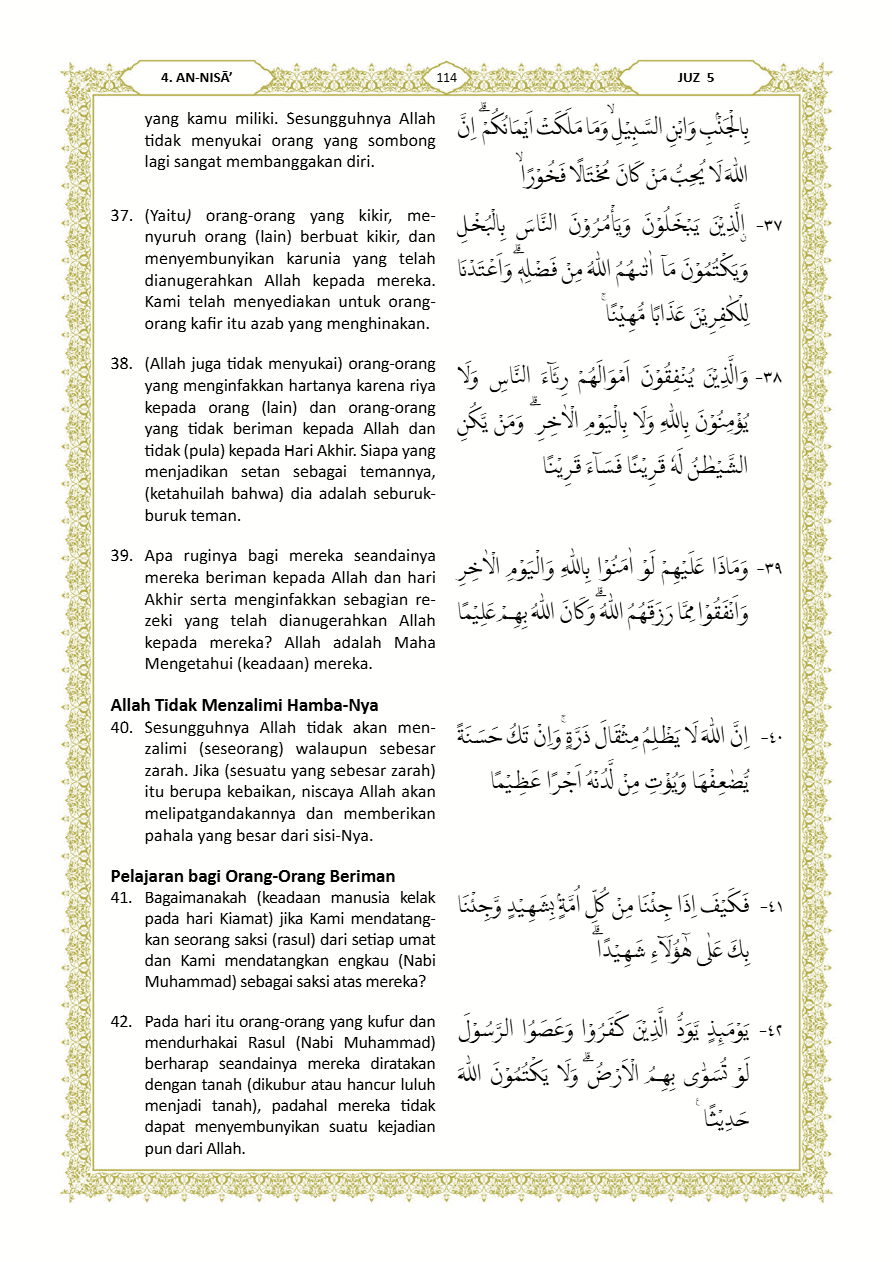 4. AN-NISĀ’
114
JUZ 5
yang kamu miliki. Sesungguhnya Allah
tidak menyukai orang yang sombong
lagi sangat membanggakan diri.
بِالْجَنْۢبِ وَابْنِ السَّبِيْلِۙ وَمَا مَلَكَتْ اَيْمَانُكُمْ ۗ اِنَّ
اللّٰهَ لَا يُحِبُّ مَنْ كَانَ مُخْتَالًا فَخُوْرًاۙ
37. (Yaitu) orang-orang yang kikir, me-
nyuruh orang (lain) berbuat kikir, dan
menyembunyikan karunia yang telah
dianugerahkan Allah kepada mereka.
Kami telah menyediakan untuk orang-
orang kafir itu azab yang menghinakan.
٣٧- ۨالَّذِيْنَ يَبْخَلُوْنَ وَيَأْمُرُوْنَ النَّاسَ بِالْبُخْلِ
وَيَكْتُمُوْنَ مَآ اٰتٰىهُمُ اللّٰهُ مِنْ فَضْلِهٖۗ وَاَعْتَدْنَا
لِلْكٰفِرِيْنَ عَذَابًا مُّهِيْنًاۚ
38. (Allah juga tidak menyukai) orang-orang
yang menginfakkan hartanya karena riya
kepada orang (lain) dan orang-orang
yang tidak beriman kepada Allah dan
tidak (pula) kepada Hari Akhir. Siapa yang
menjadikan setan sebagai temannya,
(ketahuilah bahwa) dia adalah seburuk-
buruk teman.
٣٨- وَالَّذِيْنَ يُنْفِقُوْنَ اَمْوَالَهُمْ رِئَاۤءَ النَّاسِ وَلَا
يُؤْمِنُوْنَ بِاللّٰهِ وَلَا بِالْيَوْمِ الْاٰخِرِ ۗ وَمَنْ يَّكُنِ
الشَّيْطٰنُ لَهٗ قَرِيْنًا فَسَاۤءَ قَرِيْنًا
39. Apa ruginya bagi mereka seandainya
mereka beriman kepada Allah dan hari
Akhir serta menginfakkan sebagian re-
zeki yang telah dianugerahkan Allah
kepada mereka? Allah adalah Maha
Mengetahui (keadaan) mereka.
٣٩- وَمَاذَا عَلَيْهِمْ لَوْ اٰمَنُوْا بِاللّٰهِ وَالْيَوْمِ الْاٰخِرِ
وَاَنْفَقُوْا مِمَّا رَزَقَهُمُ اللّٰهُ ۗوَكَانَ اللّٰهُ بِهِمْ عَلِيْمًا
Allah Tidak Menzalimi Hamba-Nya
40. Sesungguhnya Allah tidak akan men-
zalimi (seseorang) walaupun sebesar
zarah. Jika (sesuatu yang sebesar zarah)
itu berupa kebaikan, niscaya Allah akan
melipatgandakannya dan memberikan
pahala yang besar dari sisi-Nya.
٤٠- اِنَّ اللّٰهَ لَا يَظْلِمُ مِثْقَالَ ذَرَّةٍ ۚوَاِنْ تَكُ حَسَنَةً
يُّضٰعِفْهَا وَيُؤْتِ مِنْ لَّدُنْهُ اَجْرًا عَظِيْمًا
Pelajaran bagi Orang-Orang Beriman
41. Bagaimanakah (keadaan manusia kelak
pada hari Kiamat) jika Kami mendatang-
kan seorang saksi (rasul) dari setiap umat
dan Kami mendatangkan engkau (Nabi
Muhammad) sebagai saksi atas mereka?
٤١- فَكَيْفَ اِذَا جِئْنَا مِنْ كُلِّ اُمَّةٍۢ بِشَهِيْدٍ وَّجِئْنَا
بِكَ عَلٰى هٰٓؤُلَاۤءِ شَهِيْدًاۗ
42. Pada hari itu orang-orang yang kufur dan
mendurhakai Rasul (Nabi Muhammad)
berharap seandainya mereka diratakan
dengan tanah (dikubur atau hancur luluh
menjadi tanah), padahal mereka tidak
dapat menyembunyikan suatu kejadian
pun dari Allah.
٤٢- يَوْمَىِٕذٍ يَّوَدُّ الَّذِيْنَ كَفَرُوْا وَعَصَوُا الرَّسُوْلَ
لَوْ تُسَوّٰى بِهِمُ الْاَرْضُۗ وَلَا يَكْتُمُوْنَ اللّٰهَ
حَدِيْثًا ࣖ